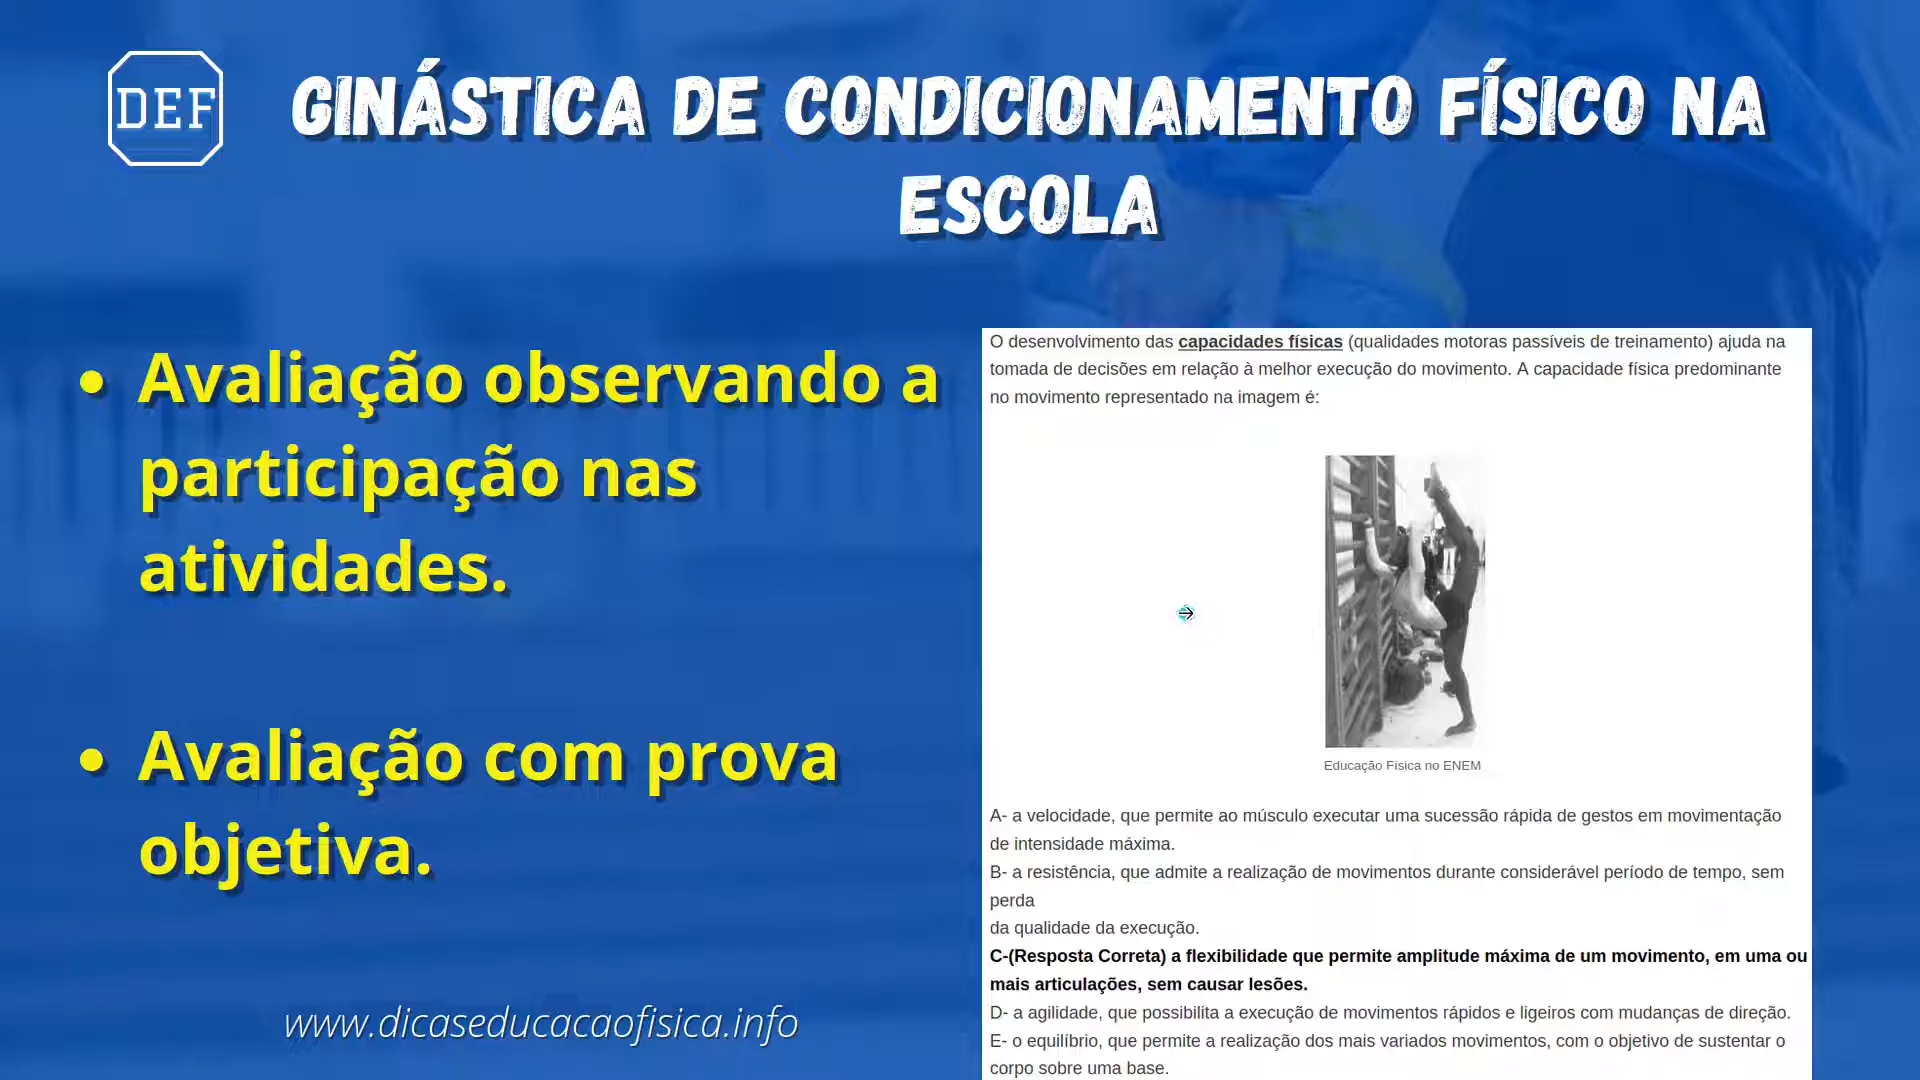 DEF
GINÁSTICA DE CONDICIONAMENTO FÍSICO NA
ESCOLA
• Avaliação observando a
participação nas
atividades.
• Avaliação com prova
objetiva.
www.dicaseducacaofisica.info
O desenvolvimento das capacidades físicas (qualidades motoras passíveis de treinamento) ajuda na
tomada de decisões em relação à melhor execução do movimento. A capacidade física predominante
no movimento representado na imagem é:
Educação Física no ENEM
A- a velocidade, que permite ao músculo executar uma sucessão rápida de gestos em movimentação
de intensidade máxima.
B- a resistência, que admite a realização de movimentos durante considerável período de tempo, sem
perda
da qualidade da execução.
C-(Resposta Correta) a flexibilidade que permite amplitude máxima de um movimento, em uma ou
mais articulações, sem causar lesões.
D- a agilidade, que possibilita a execução de movimentos rápidos e ligeiros com mudanças de direção.
E- o equilíbrio, que permite a realização dos mais variados movimentos, com o objetivo de sustentar o
corpo sobre uma base.